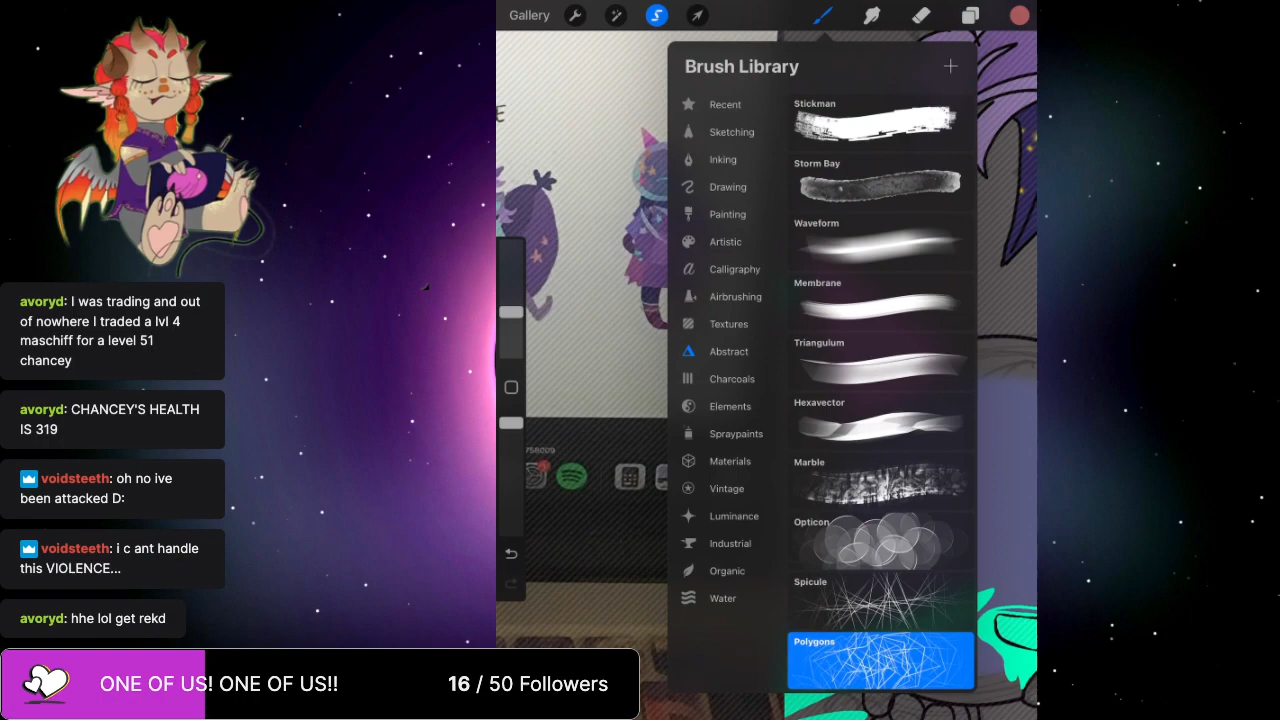 Gallery
Brush Library
Recent
Sketching
Inking
Drawing
Painting
Artistic
Calligraphy
Airbrushing
Textures
Abstract
Charcoals
Elements
Spraypaints
Materials
Vintage
Luminance
Industrial
Organic
Water
Stickman
Storm Bay
Waveform
Membrane
Triangulum
Hexavector
Marble
Opticon
Spicule
Polygons
avoryd: I was trading and out
of nowhere I traded a lvl 4
maschiff for a level 51
chancey
avoryd: CHANCEY'S HEALTH
IS 319
voidsteeth: oh no ive
been attacked D:
voidsteeth: i c ant handle
this VIOLENCE...
avoryd: hhe lol get rekd
ONE OF US! ONE OF US!!
16 / 50 Followers